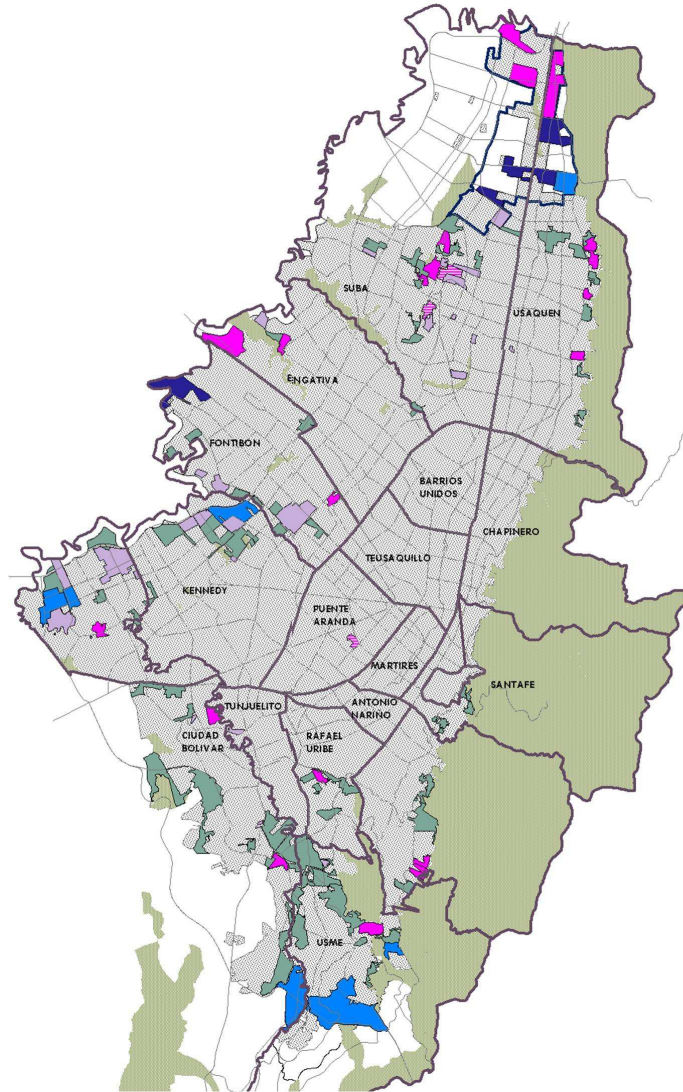 SUBA
USAQUEN
ENGATIVA
FONTIBON
BARRIOS
UNIDOS
CHAPINERO
TEUSAQUILLO
KENNEDY
PUENTE
ARANDA
MARTIRES
SANTAFE
TUNJUELITO
ANTONIO
NARIÑO
CIUDAD
BOLIVAR
RAFAEL
URIBE
USME